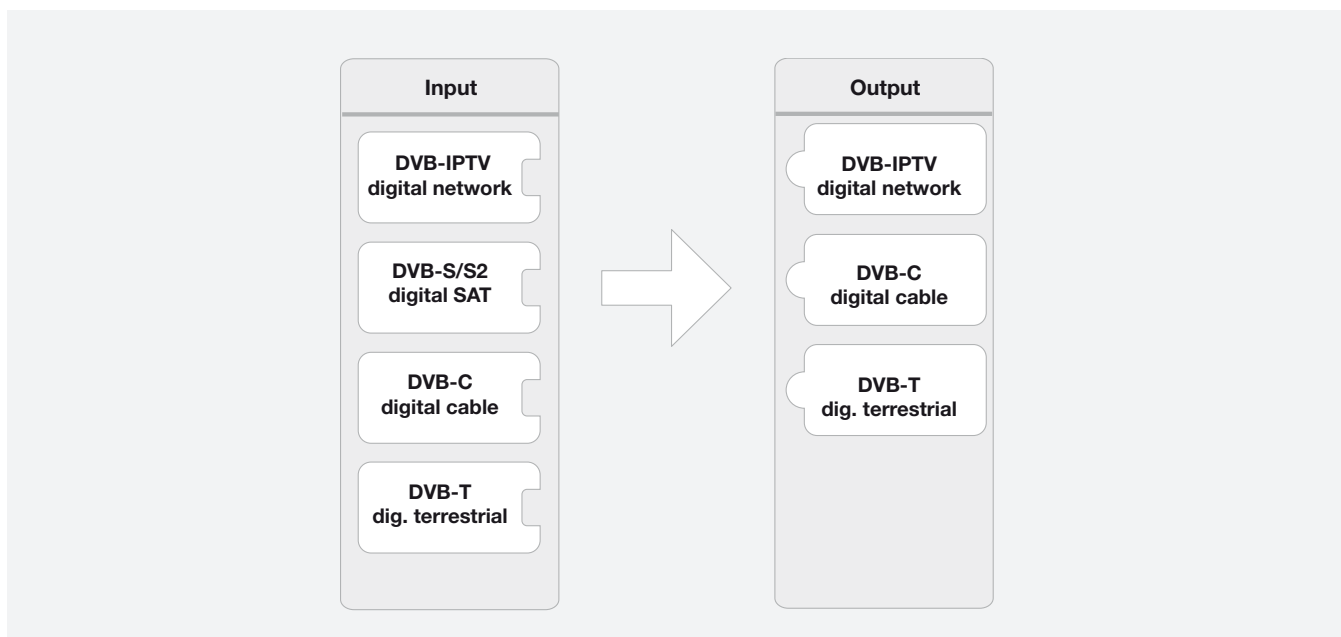 Input
DVB-IPTV
digital network
DVB-S/S2
digital SAT
DVB-C
digital cable
DVB-T
dig. terrestrial
Output
DVB-IPTV
digital network
DVB-C
digital cable
DVB-T
dig. terrestrial